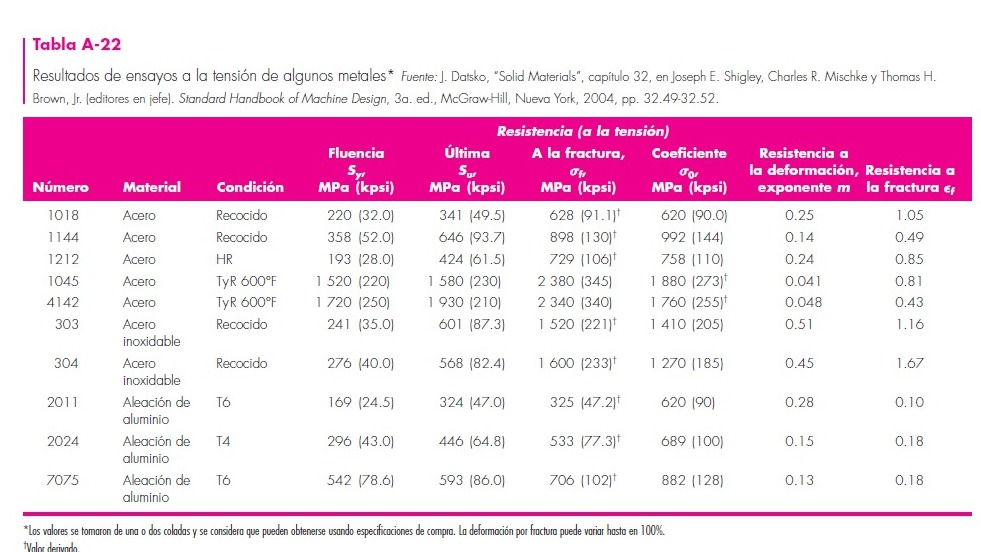 Tabla A-22
Resultados de ensayos a la tensión de algunos metales* Fuente: J. Datsko, “Solid Materials”, capítulo 32, en Joseph E. Shigley, Charles R. Mischke y Thomas H.
Brown, Jr. (editores en jefe). Standard Handbook of Machine Design, 3a. ed., McGraw-Hill, Nueva York, 2004, pp. 32.49-32.52.
Resistencia (a la tensión)
Fluencia Última A la fractura, Coeficiente Resistencia a
Sy, Su, σf, σ0, la deformación, Resistencia a
Número Material Condición MPa (kpsi) MPa (kpsi) MPa (kpsi) MPa (kpsi) exponente m la fractura ϵf
1018 Acero Recocido 220 (32.0) 341 (49.5) 628 (91.1)† 620 (90.0) 0.25 1.05
1144 Acero Recocido 358 (52.0) 646 (93.7) 898 (130)† 992 (144) 0.14 0.49
1212 Acero HR 193 (28.0) 424 (61.5) 729 (106)† 758 (110) 0.24 0.85
1045 Acero TyR 600°F 1 520 (220) 1 580 (230) 2 380 (345) 1 880 (273)† 0.041 0.81
4142 Acero TyR 600°F 1 720 (250) 1 930 (210) 2 340 (340) 1 760 (255)† 0.048 0.43
303 Acero Recocido 241 (35.0) 601 (87.3) 1 520 (221)† 1 410 (205) 0.51 1.16
inoxidable
304 Acero Recocido 276 (40.0) 568 (82.4) 1 600 (233)† 1 270 (185) 0.45 1.67
inoxidable
2011 Aleación de T6 169 (24.5) 324 (47.0) 325 (47.2)† 620 (90) 0.28 0.10
aluminio
2024 Aleación de T4 296 (43.0) 446 (64.8) 533 (77.3)† 689 (100) 0.15 0.18
aluminio
7075 Aleación de T6 542 (78.6) 593 (86.0) 706 (102)† 882 (128) 0.13 0.18
aluminio
*Los valores se tomaron de una o dos coladas y se considera que pueden obtenerse usando especificaciones de compra. La deformación por fractura puede variar hasta en 100%.
†Valor derivado.